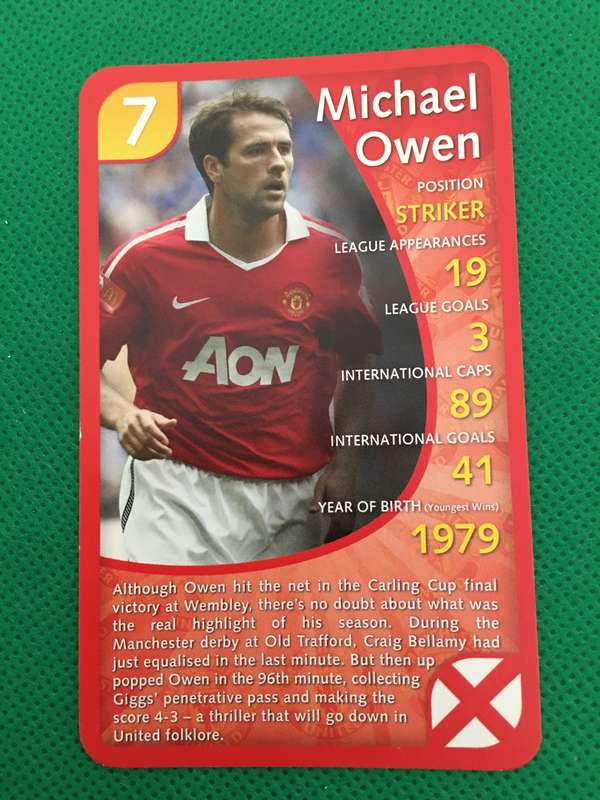 7
Michael
Owen
POSITION
STRIKER
LEAGUE APPEARANCES
19
LEAGUE GOALS
3
INTERNATIONAL CAPS
89
INTERNATIONAL GOALS
41
YEAR OF BIRTH (Youngest Wins)
1979
AON
Although Owen hit the net in the Carling Cup final
victory at Wembley, there's no doubt about what was
the real highlight of his season. During the
Manchester derby at Old Trafford, Craig Bellamy had
just equalised in the last minute. But then up
popped Owen in the 96th minute, collecting
Giggs' penetrative pass and making the
score 4-3 – a thriller that will go down in
United folklore.